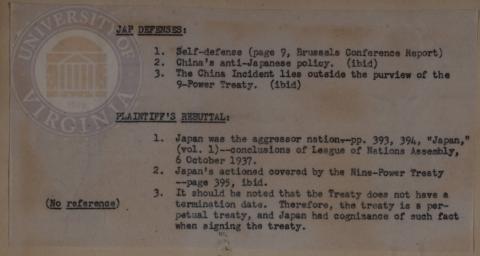 UNIVERSITY OF VIRGINIA
JAP DEFENSES:
1. Self-defense (page 9, Brussels Conference Report)
2. China's anti-Japanese policy. (ibid)
3. The China Incident lies outside the purview of the
9-Power Treaty. (ibid)
PLAINTIFF'S REBUTTAL:
1. Japan was the aggressor nation--pp. 393, 394, "Japan,"
(vol. 1)--conclusions of League of Nations Assembly,
6 October 1937.
2. Japan's actioned covered by the Nine-Power Treaty
--page 395, ibid.
3. It should be noted that the Treaty does not have a
(No reference) termination date. Therefore, the treaty is a per-
petual treaty, and Japan had cognizance of such fact
when signing the treaty.